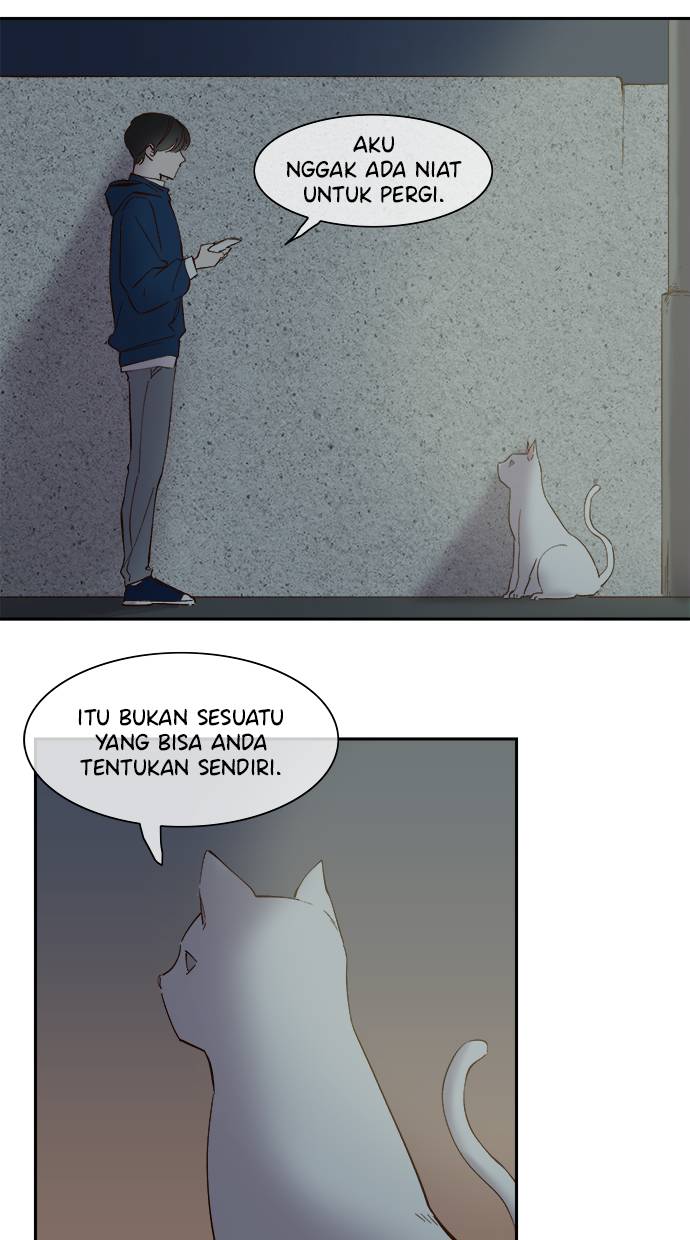 AKU
NGGAK ADA NIAT
UNTUK PERGI.
ITU BUKAN SESUATU
YANG BISA ANDA
TENTUKAN SENDIRI.